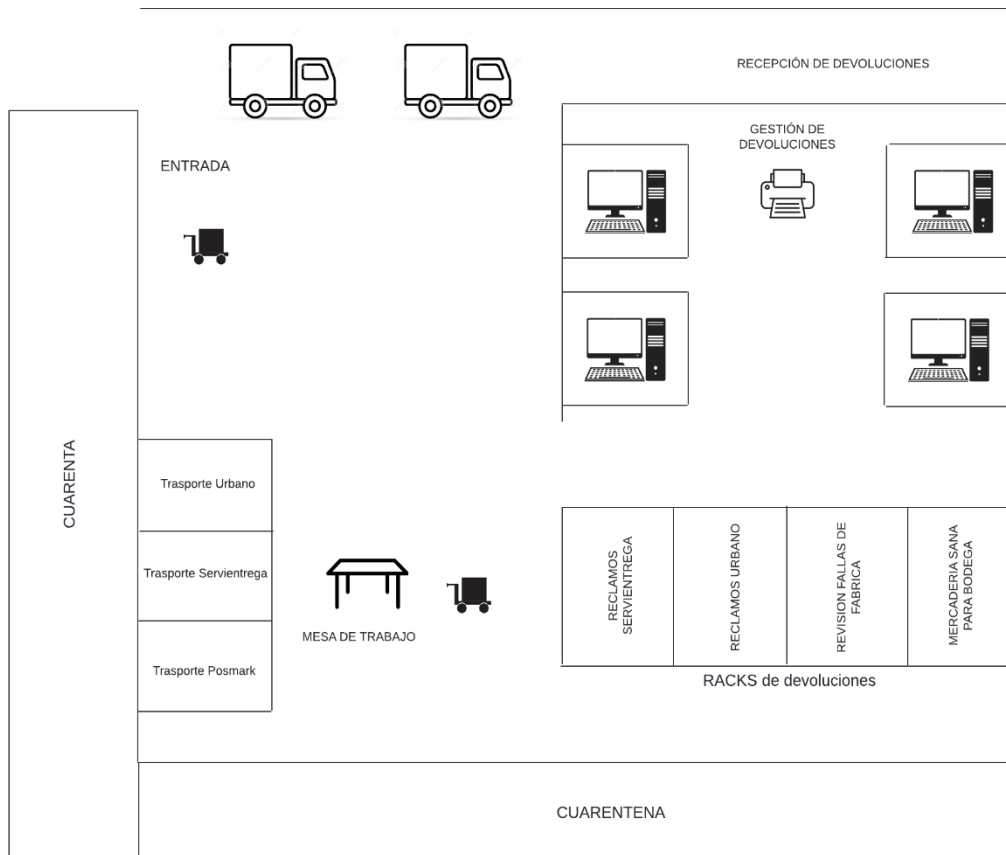 RECEPCIÓN DE DEVOLUCIONES
GESTIÓN DE
DEVOLUCIONES
ENTRADA
CUARENTA
Trasporte Urbano
Trasporte Servientrega
Trasporte Posmark
MESA DE TRABAJO
RECLAMOS
SERVIENTREGA
RECLAMOS URBANO
REVISION FALLAS DE
FABRICA
MERCADERIA SANA
PARA BODEGA
RACKS de devoluciones
CUARENTENA